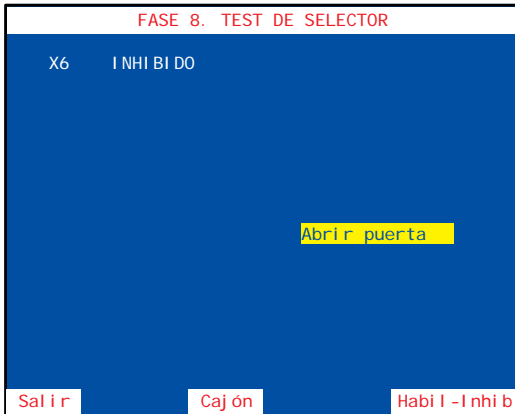 FASE 8. TEST DE SELECTOR
X6 INHIBIDO
Abrir puerta
Salir Cajón Habil-Inhib